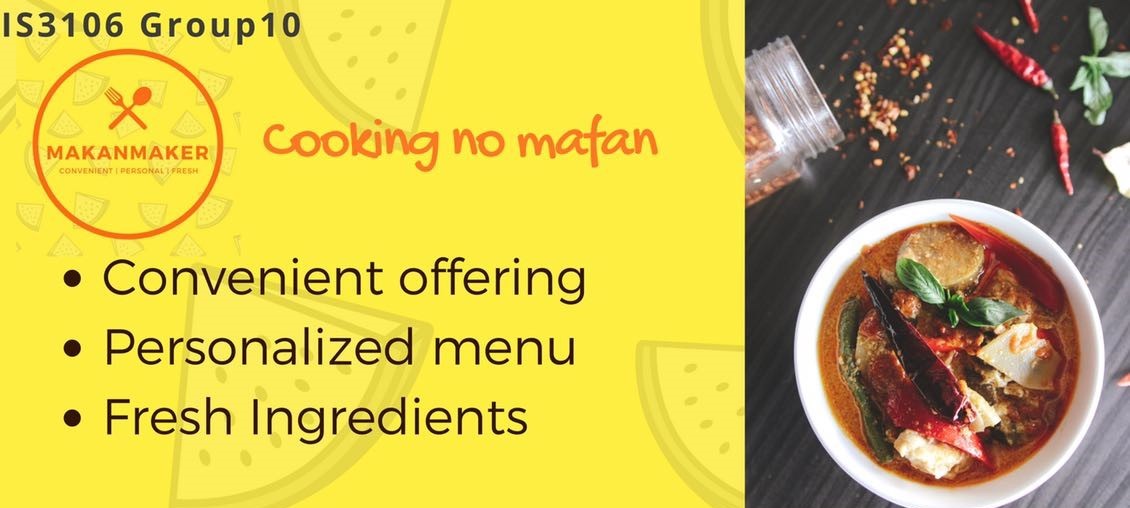 IS3106 Group10
MAKANMAKER
CONVENIENT | PERSONAL | FRESH
Cooking no mafan
• Convenient offering
• Personalized menu
• Fresh Ingredients